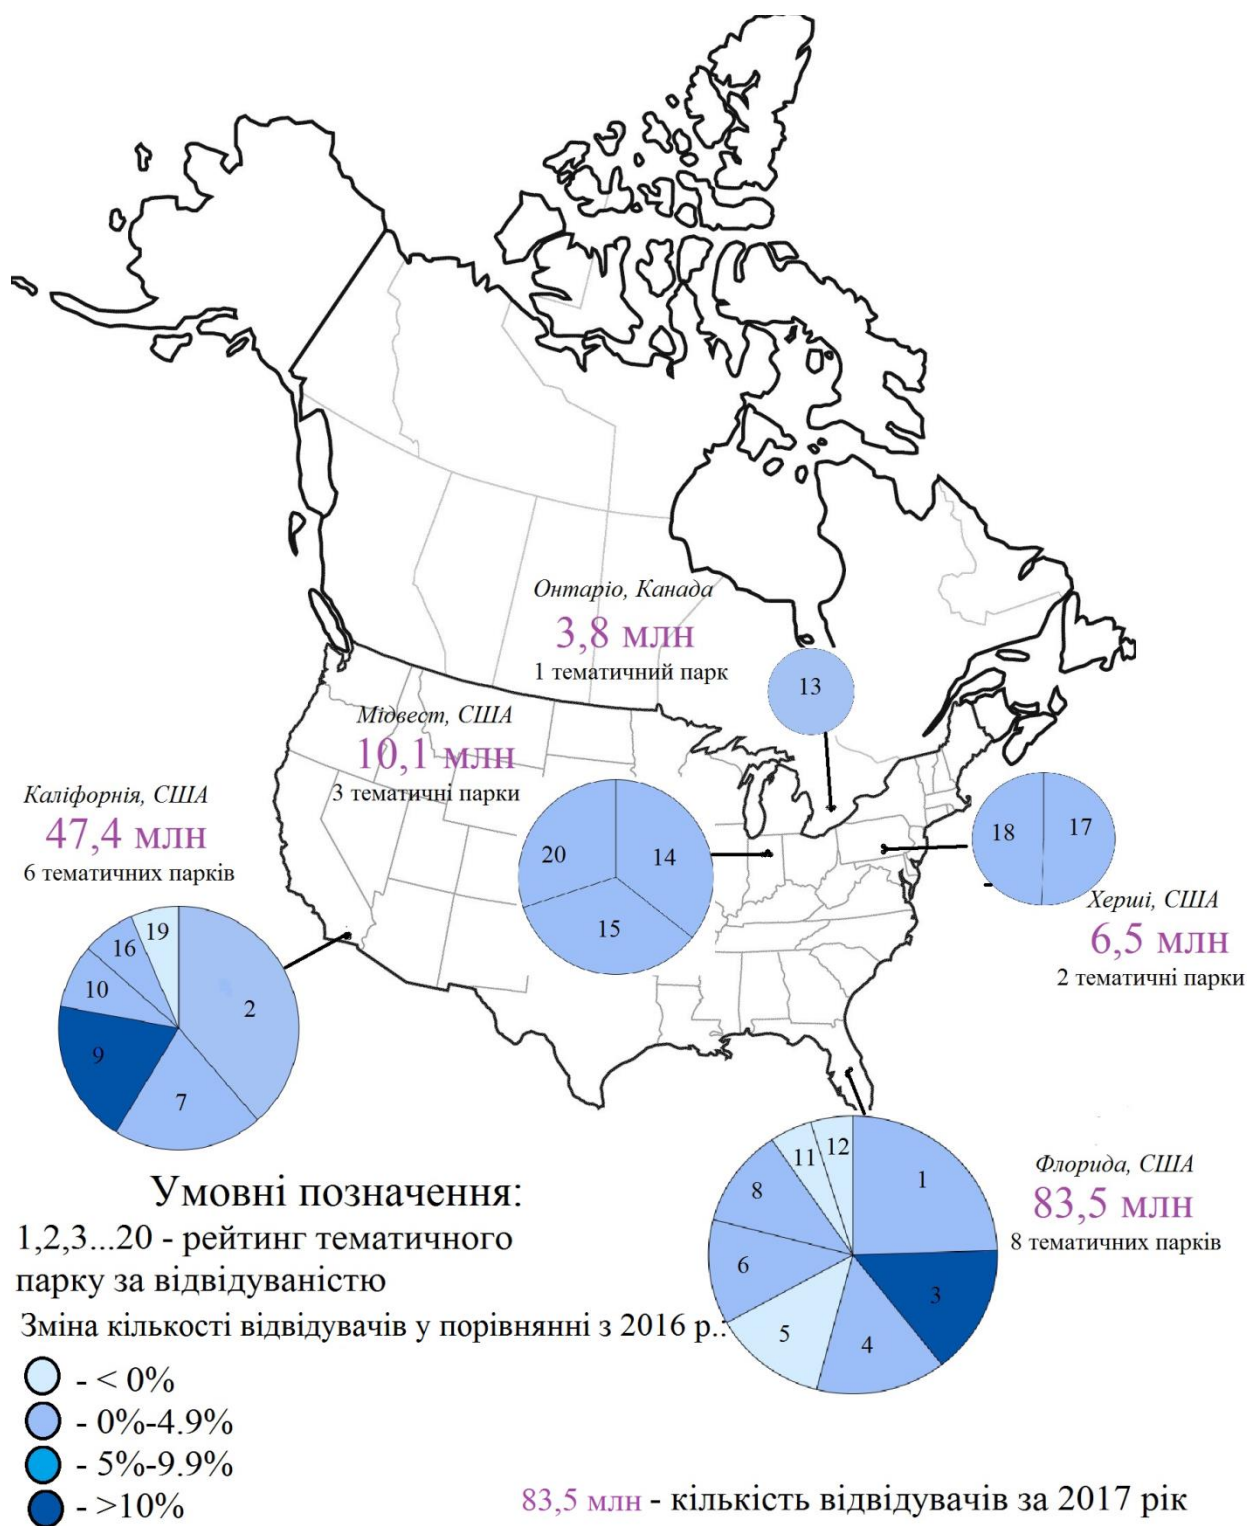 Онтаріо, Канада
3,8 млн
1 тематичний парк
13
Мідвест, США
10,1 млн
3 тематичні парки
20
14
15
Каліфорнія, США
47,4 млн
6 тематичних парків
19
16
10
2
9
7
18
17
Херші, США
6,5 млн
2 тематичні парки
12
11
1
8
6
3
5
4
Флорида, США
83,5 млн
8 тематичних парків
Умовні позначення:
1,2,3...20 - рейтинг тематичного
парку за відвідуваністю
Зміна кількості відвідувачів у порівнянні з 2016 р.:
- < 0%
- 0%-4.9%
- 5%-9.9%
- >10%
83,5 млн - кількість відвідувачів за 2017 рік